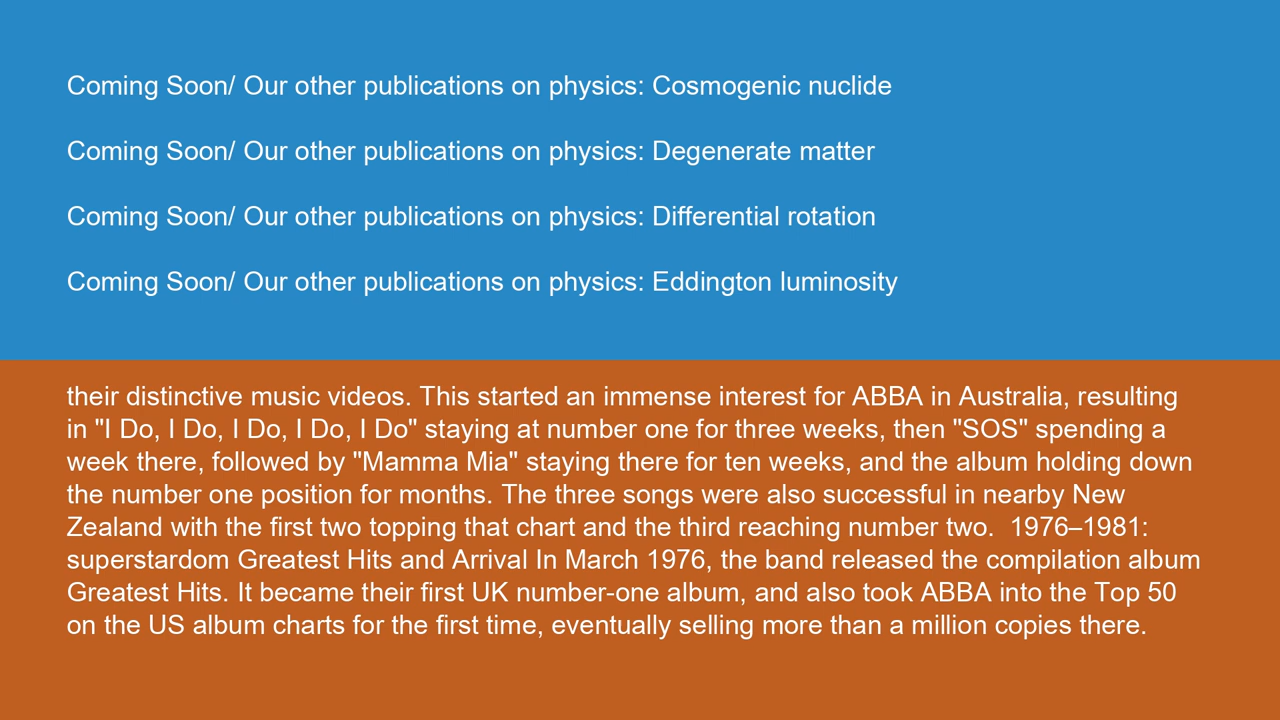 Coming Soon/ Our other publications on physics: Cosmogenic nuclide
Coming Soon/ Our other publications on physics: Degenerate matter
Coming Soon/ Our other publications on physics: Differential rotation
Coming Soon/ Our other publications on physics: Eddington luminosity
their distinctive music videos. This started an immense interest for ABBA in Australia, resulting
in "I Do, I Do, I Do, I Do, I Do" staying at number one for three weeks, then "SOS" spending a
week there, followed by "Mamma Mia" staying there for ten weeks, and the album holding down
the number one position for months. The three songs were also successful in nearby New
Zealand with the first two topping that chart and the third reaching number two.  1976–1981:
superstardom Greatest Hits and Arrival In March 1976, the band released the compilation album
Greatest Hits. It became their first UK number-one album, and also took ABBA into the Top 50
on the US album charts for the first time, eventually selling more than a million copies there.